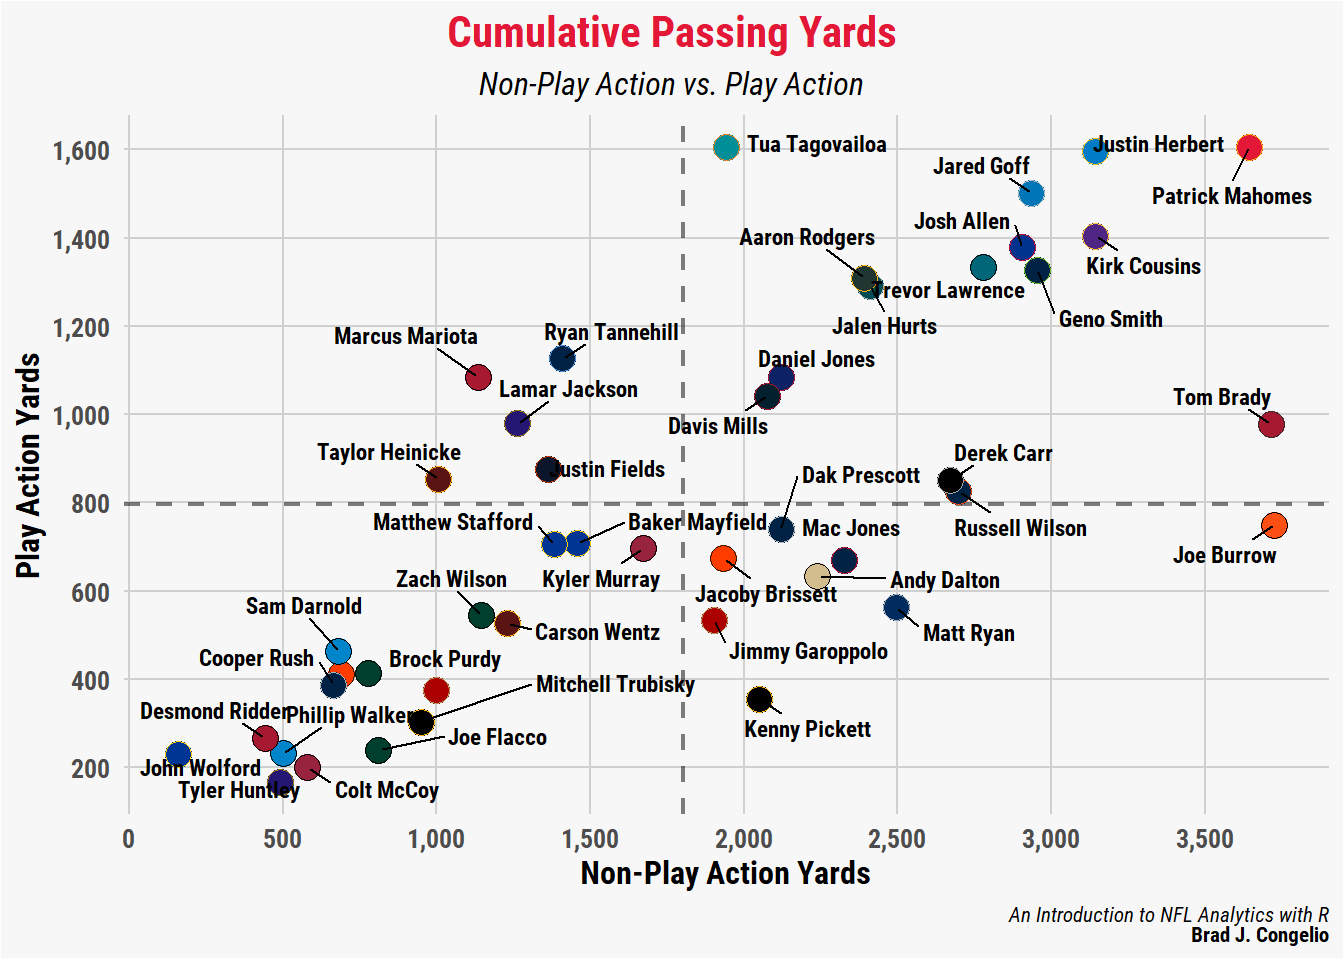 Cumulative Passing Yards
Non-Play Action vs. Play Action
Play Action Yards
1,600
1,400
1,200
1,000
800
600
400
200
Tua Tagovailoa
Justin Herbert
Jared Goff
Patrick Mahomes
Josh Allen
Aaron Rodgers
Kirk Cousins
Trevor Lawrence
Geno Smith
Jalen Hurts
Ryan Tannehill
Marcus Mariota
Daniel Jones
Lamar Jackson
Tom Brady
Davis Mills
Taylor Heinicke
Derek Carr
Justin Fields
Dak Prescott
Matthew Stafford
Baker Mayfield
Mac Jones
Russell Wilson
Joe Burrow
Zach Wilson
Kyler Murray
Andy Dalton
Jacoby Brissett
Sam Darnold
Carson Wentz
Matt Ryan
Jimmy Garoppolo
Cooper Rush
Brock Purdy
Mitchell Trubisky
Desmond Ridder
Phillip Walker
Kenny Pickett
Joe Flacco
John Wolford
Tyler Huntley
Colt McCoy
0
500
1,000
1,500
2,000
2,500
3,000
3,500
Non-Play Action Yards
An Introduction to NFL Analytics with R
Brad J. Congelio